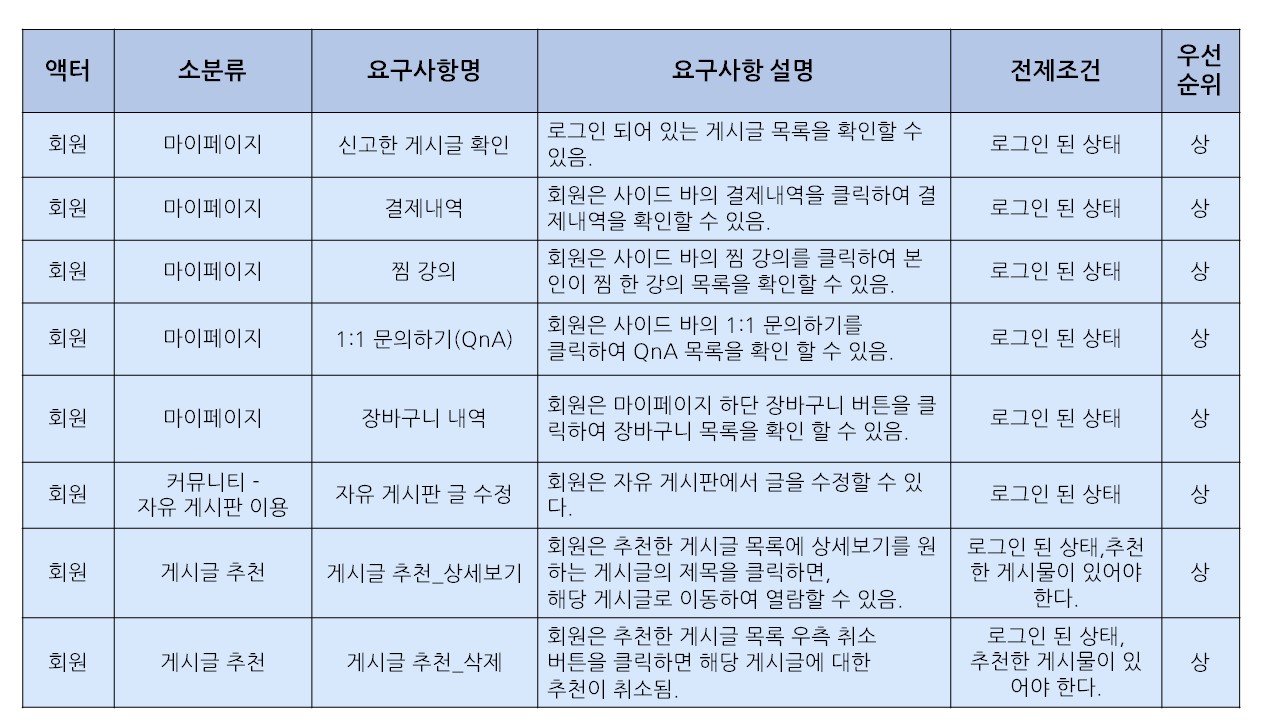 액터 소분류 요구사항명 요구사항 설명 전제조건 우선
순위
회원 마이페이지 신고한 게시글 확인 로그인 되어 있는 게시글 목록을 확인할 수
있음. 로그인 된 상태 상
회원 마이페이지 결제내역 회원은 사이드 바의 결제내역을 클릭하여 결
제내역을 확인할 수 있음. 로그인 된 상태 상
회원 마이페이지 찜 강의 회원은 사이드 바의 찜 강의를 클릭하여 본
인이 찜 한 강의 목록을 확인할 수 있음. 로그인 된 상태 상
회원 마이페이지 1:1 문의하기(QnA) 회원은 사이드 바의 1:1 문의하기를
클릭하여 QnA 목록을 확인 할 수 있음. 로그인 된 상태 상
회원 마이페이지 장바구니 내역 회원은 마이페이지 하단 장바구니 버튼을 클
릭하여 장바구니 목록을 확인 할 수 있음. 로그인 된 상태 상
회원 커뮤니티 -
자유 게시판 이용 자유 게시판 글 수정 회원은 자유 게시판에서 글을 수정할 수 있
다. 로그인 된 상태 상
회원 게시글 추천 게시글 추천_상세보기 회원은 추천한 게시글 목록에 상세보기를 원
하는 게시글의 제목을 클릭하면,
해당 게시글로 이동하여 열람할 수 있음. 로그인 된 상태,추천
한 게시물이 있어야
한다. 상
회원 게시글 추천 게시글 추천_삭제 회원은 추천한 게시글 목록 우측 취소
버튼을 클릭하면 해당 게시글에 대한
추천이 취소됨. 로그인 된 상태,
추천한 게시물이 있
어야 한다. 상